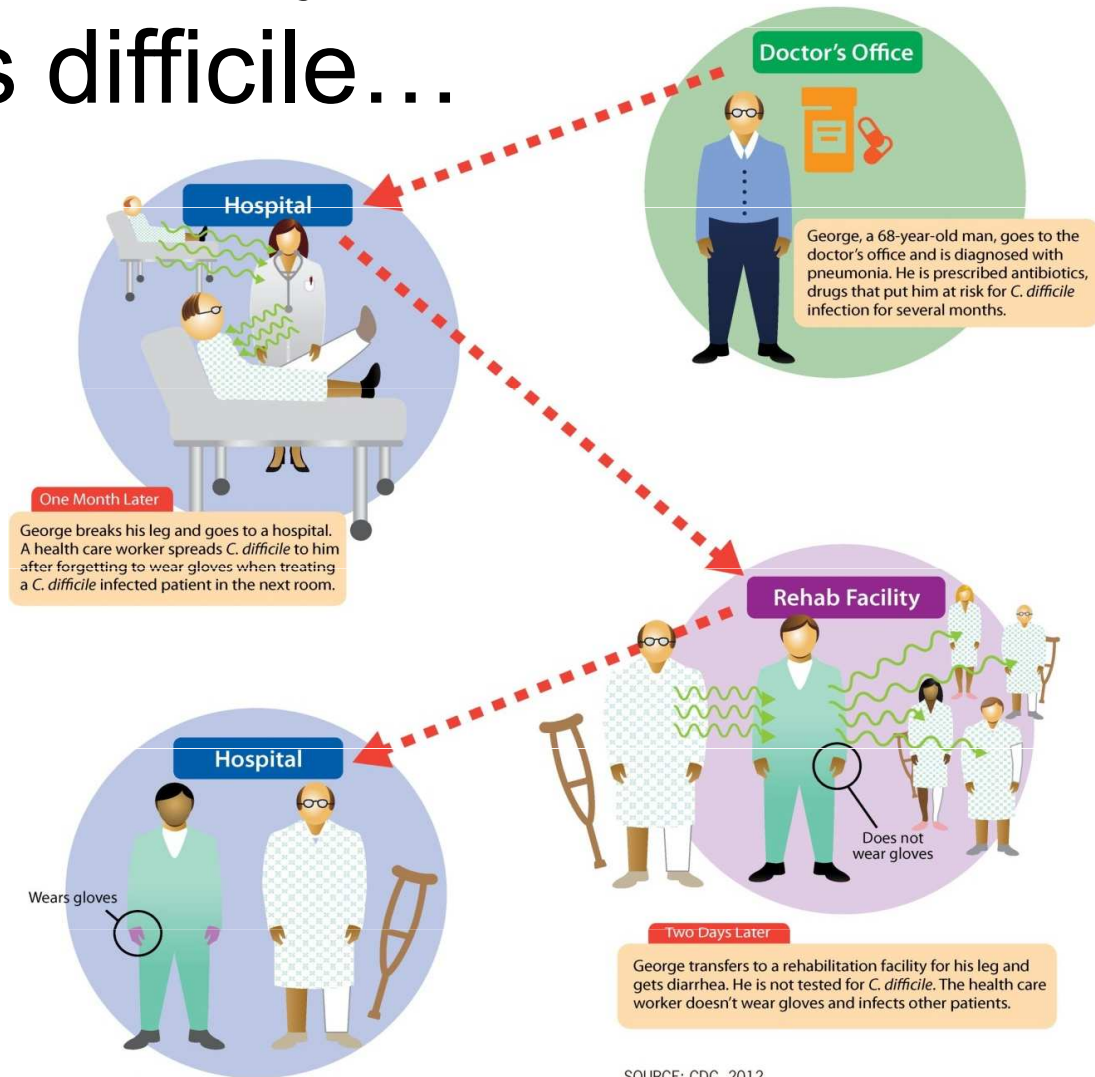 s difficile…
Doctor's Office
George, a 68-year-old man, goes to the
doctor's office and is diagnosed with
pneumonia. He is prescribed antibiotics,
drugs that put him at risk for C. difficile
infection for several months.
Hospital
One Month Later
George breaks his leg and goes to a hospital.
A health care worker spreads C. difficile to him
after forgetting to wear gloves when treating
a C. difficile infected patient in the next room.
Rehab Facility
Does not
wear gloves
Two Days Later
George transfers to a rehabilitation facility for his leg and
gets diarrhea. He is not tested for C. difficile. The health care
worker doesn't wear gloves and infects other patients.
Hospital
Wears gloves
SOURCE: CDC, 2012